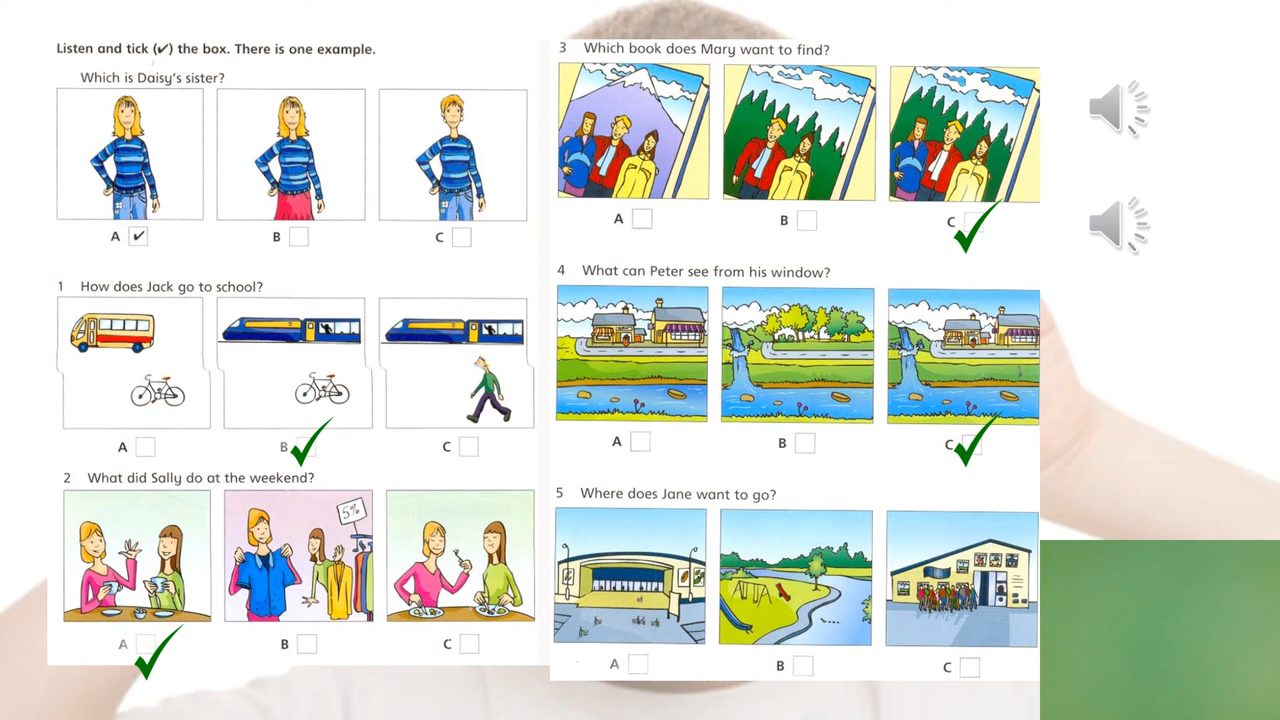 Listen and tick (✔) the box. There is one example.
Which is Daisy's sister?
A ✔ B C
1 How does Jack go to school?
A B C
2 What did Sally do at the weekend?
5%
A B C
3 Which book does Mary want to find?
A B C
4 What can Peter see from his window?
A B C
5 Where does Jane want to go?
A B C